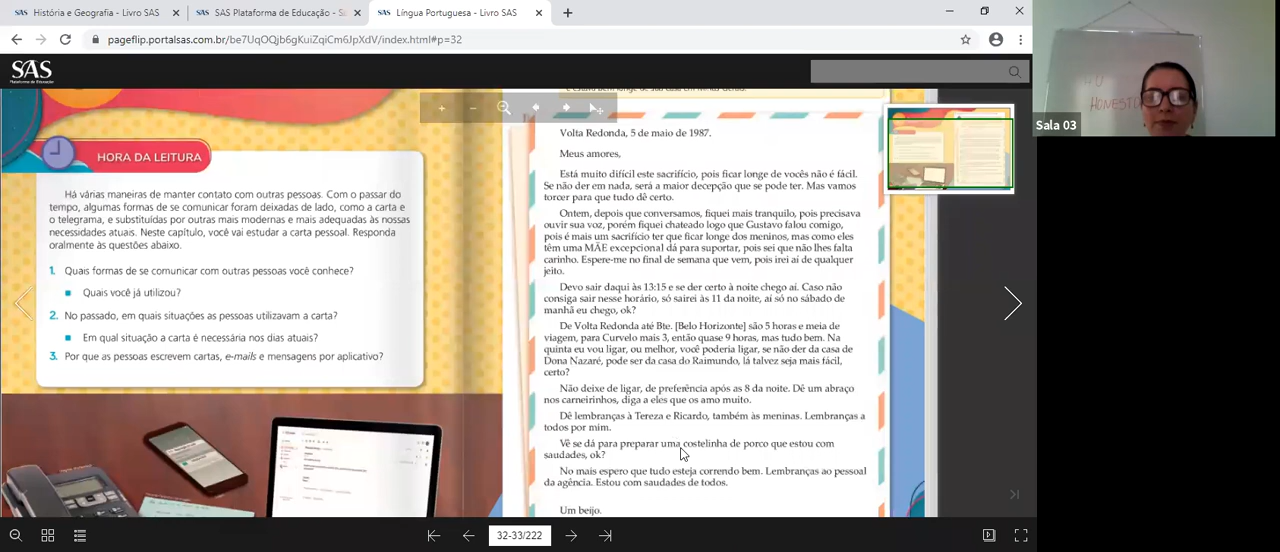 História e Geografia - Livro SAS
SAS Plataforma de Educação - S
Língua Portuguesa - Livro SAS
pageflip.portalsas.com.br/be7UqOQjb6gKuiZqiCm6JpXdV/index.html#p=32
SAS
Plataforma de Educação
HORA DA LEITURA
Há várias maneiras de manter contato com outras pessoas. Com o passar do
tempo, algumas formas de se comunicar foram deixadas de lado, como a carta e
o telegrama, e substituídas por outras mais modernas e mais adequadas às nossas
necessidades atuais. Neste capítulo, você vai estudar a carta pessoal. Responda
oralmente às questões abaixo.
1. Quais formas de se comunicar com outras pessoas você conhece?
Quais você já utilizou?
2. No passado, em quais situações as pessoas utilizavam a carta?
Em qual situação a carta é necessária nos dias atuais?
3. Por que as pessoas escrevem cartas, e-mails e mensagens por aplicativo?
e estava bem longe de sua casa em Minas Gerais.
Volta Redonda, 5 de maio de 1987.
Meus amores,
Está muito difícil este sacrifício, pois ficar longe de vocês não é fácil.
Se não der em nada, será a maior decepção que se pode ter. Mas vamos
torcer para que tudo dê certo.
Ontem, depois que conversamos, fiquei mais tranquilo, pois precisava
ouvir sua voz, porém fiquei chateado logo que Gustavo falou comigo,
pois é mais um sacrifício ter que ficar longe dos meninos, mas como eles
têm uma MÃE excepcional dá para suportar, pois sei que não lhes falta
carinho. Espere-me no final de semana que vem, pois irei aí de qualquer
jeito.
Devo sair daqui às 13:15 e se der certo à noite chego aí. Caso não
consiga sair nesse horário, só sairei às 11 da noite, aí só no sábado de
manhã eu chego, ok?
De Volta Redonda até Bte. [Belo Horizonte] são 5 horas e meia de
viagem, para Curvelo mais 3, então quase 9 horas, mas tudo bem. Na
quinta eu vou ligar, ou melhor, você poderia ligar, se não der da casa de
Dona Nazaré, pode ser da casa do Raimundo, lá talvez seja mais fácil,
certo?
Não deixe de ligar, de preferência após as 8 da noite. Dê um abraço
nos carneirinhos, diga a eles que os amo muito.
Dê lembranças à Tereza e Ricardo, também às meninas. Lembranças a
todos por mim.
Vê se dá para preparar uma costelinha de porco que estou com
saudades, ok?
No mais espero que tudo esteja correndo bem. Lembranças ao pessoal
da agência. Estou com saudades de todos.
Um beijo.
32-33/222
Sala 03